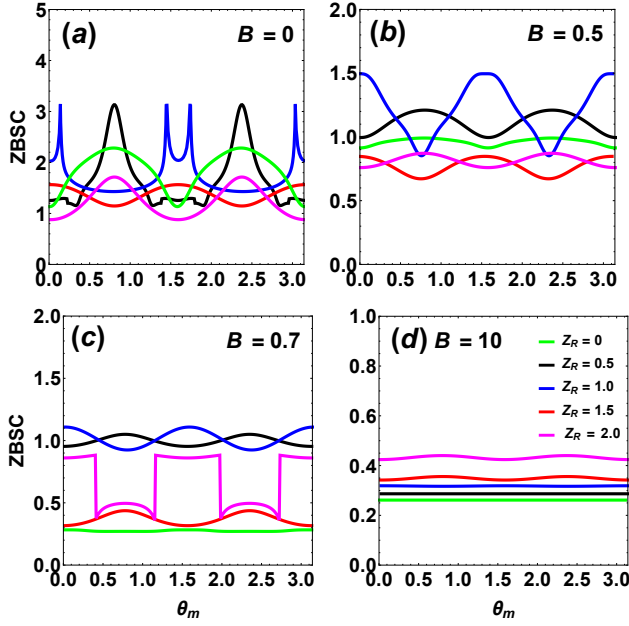 (a) B = 0
(b) B = 0.5
ZBSC
5
4
3
2
1
0
0.0 0.5 1.0 1.5 2.0 2.5 3.0
2.0
1.5
1.0
0.5
0.0
0.0 0.5 1.0 1.5 2.0 2.5 3.0
(c) B = 0.7
(d) B = 10
ZBSC
2.0
1.5
1.0
0.5
0.0
0.0 0.5 1.0 1.5 2.0 2.5 3.0
θm
1.0
0.8
0.6
0.4
0.2
0.0
0.0 0.5 1.0 1.5 2.0 2.5 3.0
θm
ZR = 0
ZR = 0.5
ZR = 1.0
ZR = 1.5
ZR = 2.0